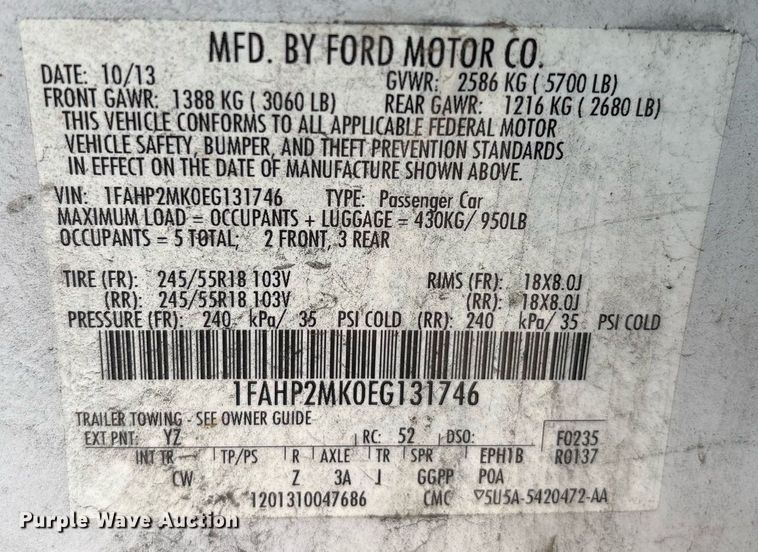 MFD. BY FORD MOTOR CO.
DATE: 10/13 GVWR: 2586 KG ( 5700 LB)
FRONT GAWR: 1388 KG ( 3060 LB) REAR GAWR: 1216 KG ( 2680 LB)
THIS VEHICLE CONFORMS TO ALL APPLICABLE FEDERAL MOTOR
VEHICLE SAFETY, BUMPER, AND THEFT PREVENTION STANDARDS
IN EFFECT ON THE DATE OF MANUFACTURE SHOWN ABOVE.
VIN: 1FAHP2MK0EG131746 TYPE: Passenger Car
MAXIMUM LOAD = OCCUPANTS + LUGGAGE = 430KG/ 950LB
OCCUPANTS = 5 TOTAL; 2 FRONT, 3 REAR
TIRE (FR): 245/55R18 103V RIMS (FR): 18X8.0J
(RR): 245/55R18 103V (RR): 18X8.0J
PRESSURE (FR): 240 kPa/ 35 PSI COLD (RR): 240 kPa/ 35 PSI COLD
1FAHP2MK0EG131746
TRAILER TOWING - SEE OWNER GUIDE
EXT PNT: YZ RC: 52 DSO: F0235
INT TR TP/PS R AXLE TR SPR EPH1B R0137
CW Z 3A J GGPP POA
1201310047686 CMC ▽5U5A-5420472-AA
Purple Wave Auction